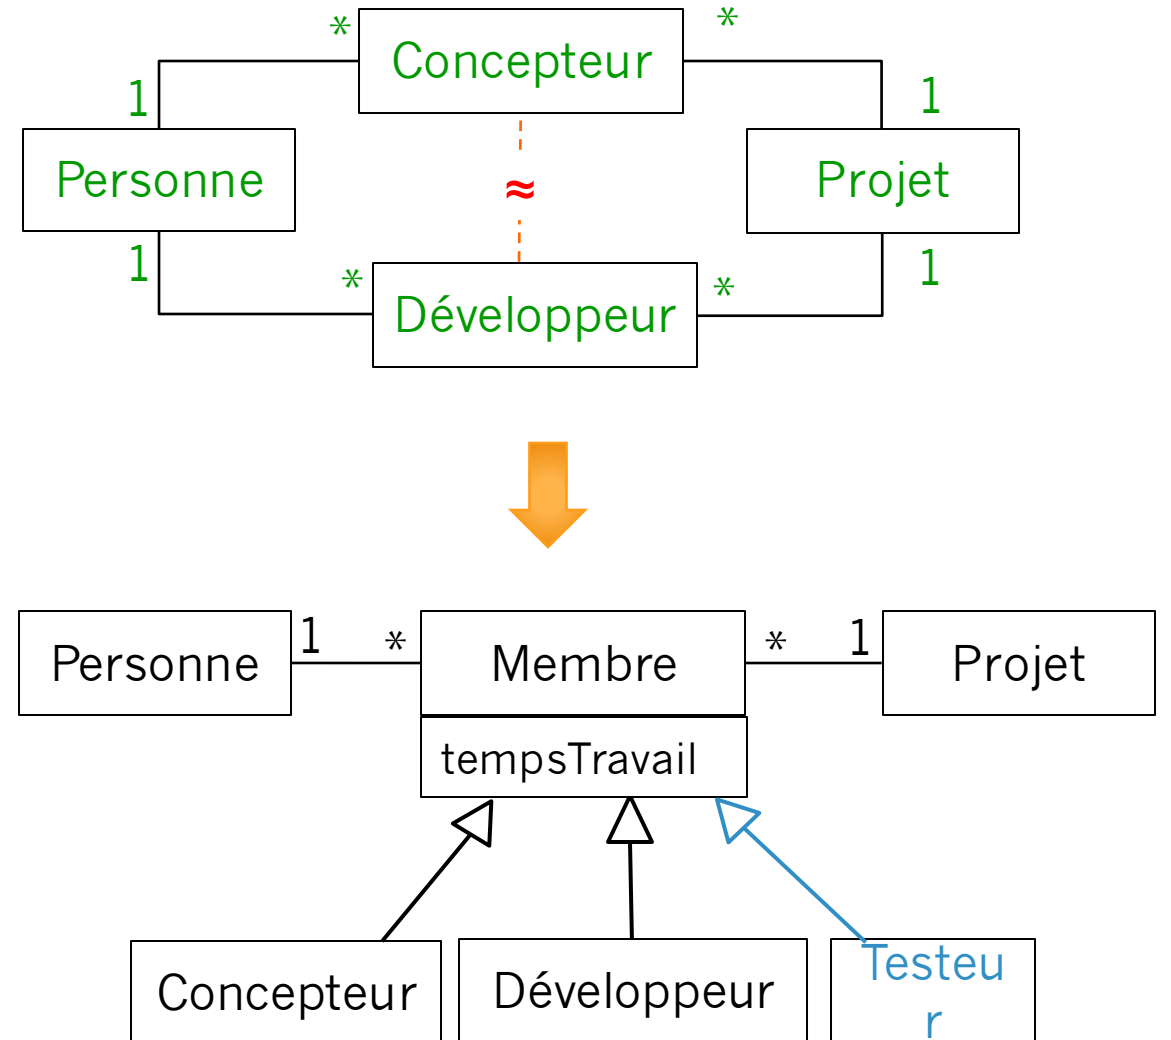 * Concepteur *
1 1
Personne ≈ Projet
1 1
* Développeur *
Personne 1 * Membre * 1 Projet
tempsTravail
Concepteur Développeur Testeu
r